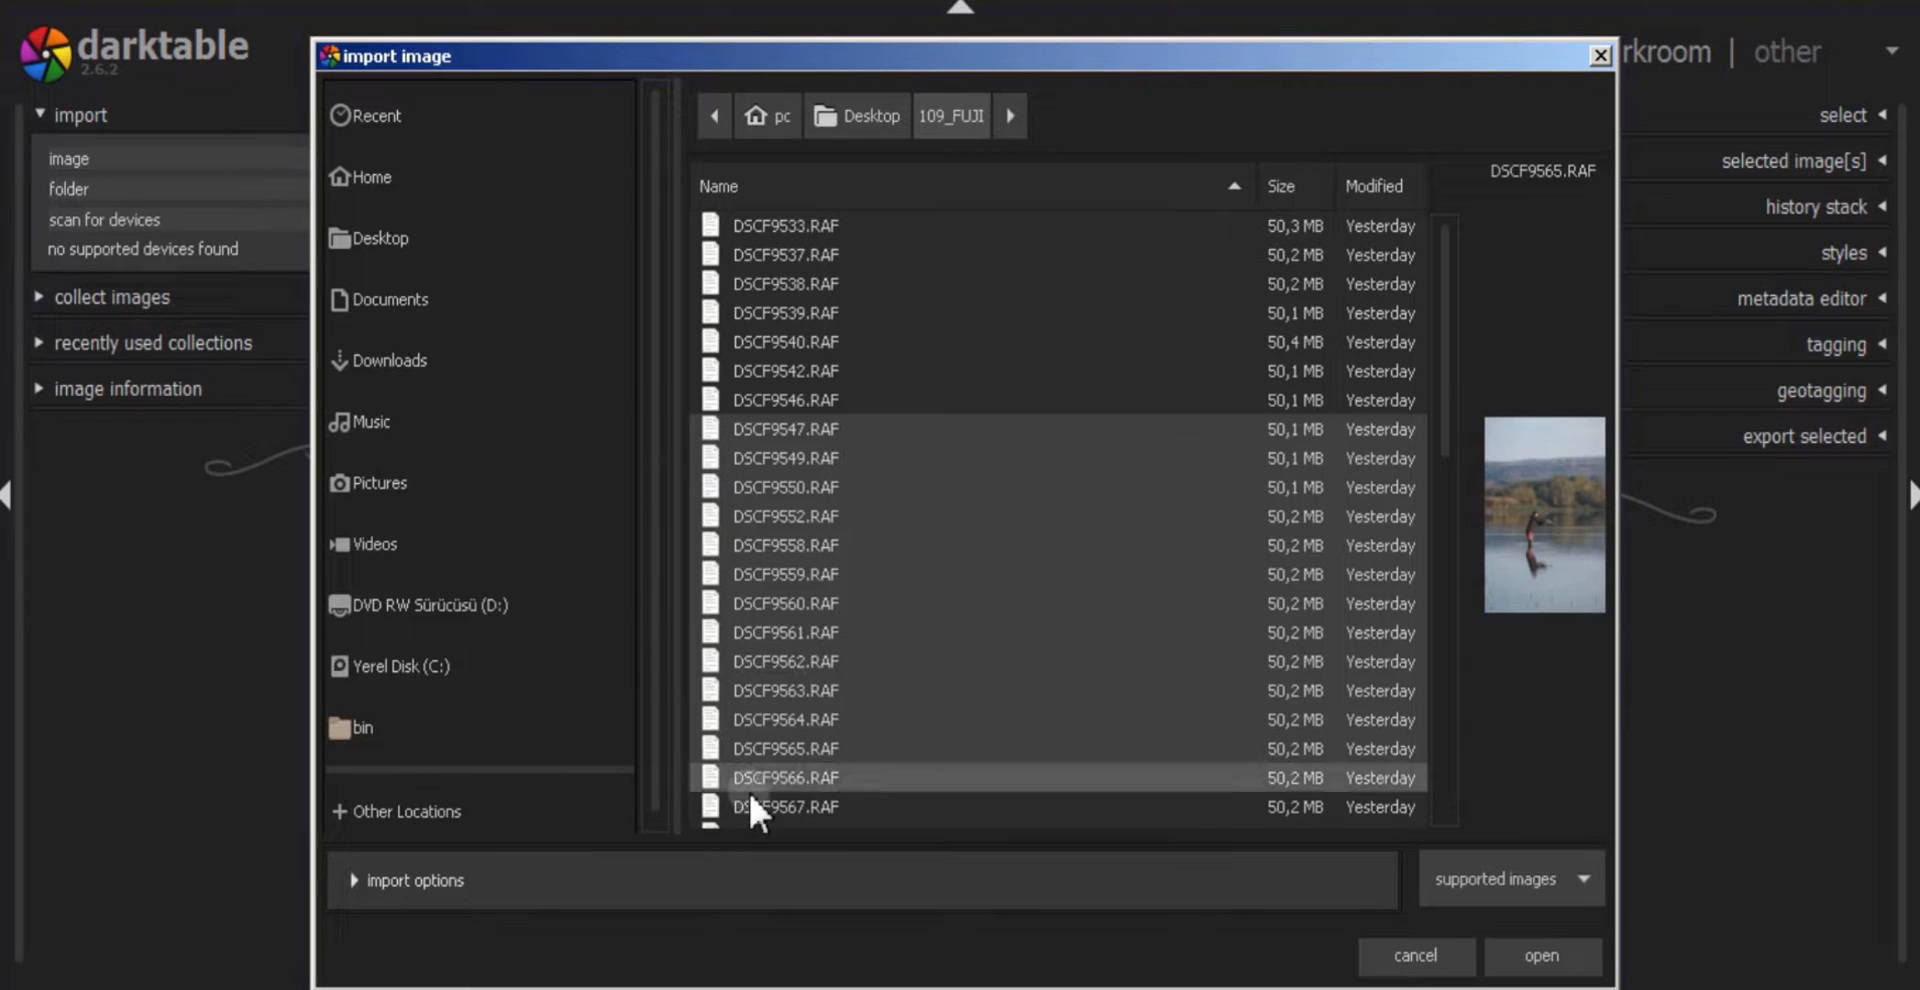 darktable
2.6.2
import image
rkroom | other
import
image
folder
scan for devices
no supported devices found
collect images
recently used collections
image information
Recent
Home
Desktop
Documents
Downloads
Music
Pictures
Videos
DVD RW Sürücüsü (D:)
Yerel Disk (C:)
bin
Other Locations
pc Desktop 109_FUJI
Name Size Modified
DSCF9533.RAF 50,3 MB Yesterday
DSCF9537.RAF 50,2 MB Yesterday
DSCF9538.RAF 50,2 MB Yesterday
DSCF9539.RAF 50,1 MB Yesterday
DSCF9540.RAF 50,4 MB Yesterday
DSCF9542.RAF 50,1 MB Yesterday
DSCF9546.RAF 50,1 MB Yesterday
DSCF9547.RAF 50,1 MB Yesterday
DSCF9549.RAF 50,1 MB Yesterday
DSCF9550.RAF 50,1 MB Yesterday
DSCF9552.RAF 50,2 MB Yesterday
DSCF9558.RAF 50,2 MB Yesterday
DSCF9559.RAF 50,2 MB Yesterday
DSCF9560.RAF 50,2 MB Yesterday
DSCF9561.RAF 50,2 MB Yesterday
DSCF9562.RAF 50,2 MB Yesterday
DSCF9563.RAF 50,2 MB Yesterday
DSCF9564.RAF 50,2 MB Yesterday
DSCF9565.RAF 50,2 MB Yesterday
DSCF9566.RAF 50,2 MB Yesterday
DSCF9567.RAF 50,2 MB Yesterday
DSCF9565.RAF
import options
supported images
cancel
open
select
selected image[s]
history stack
styles
metadata editor
tagging
geotagging
export selected